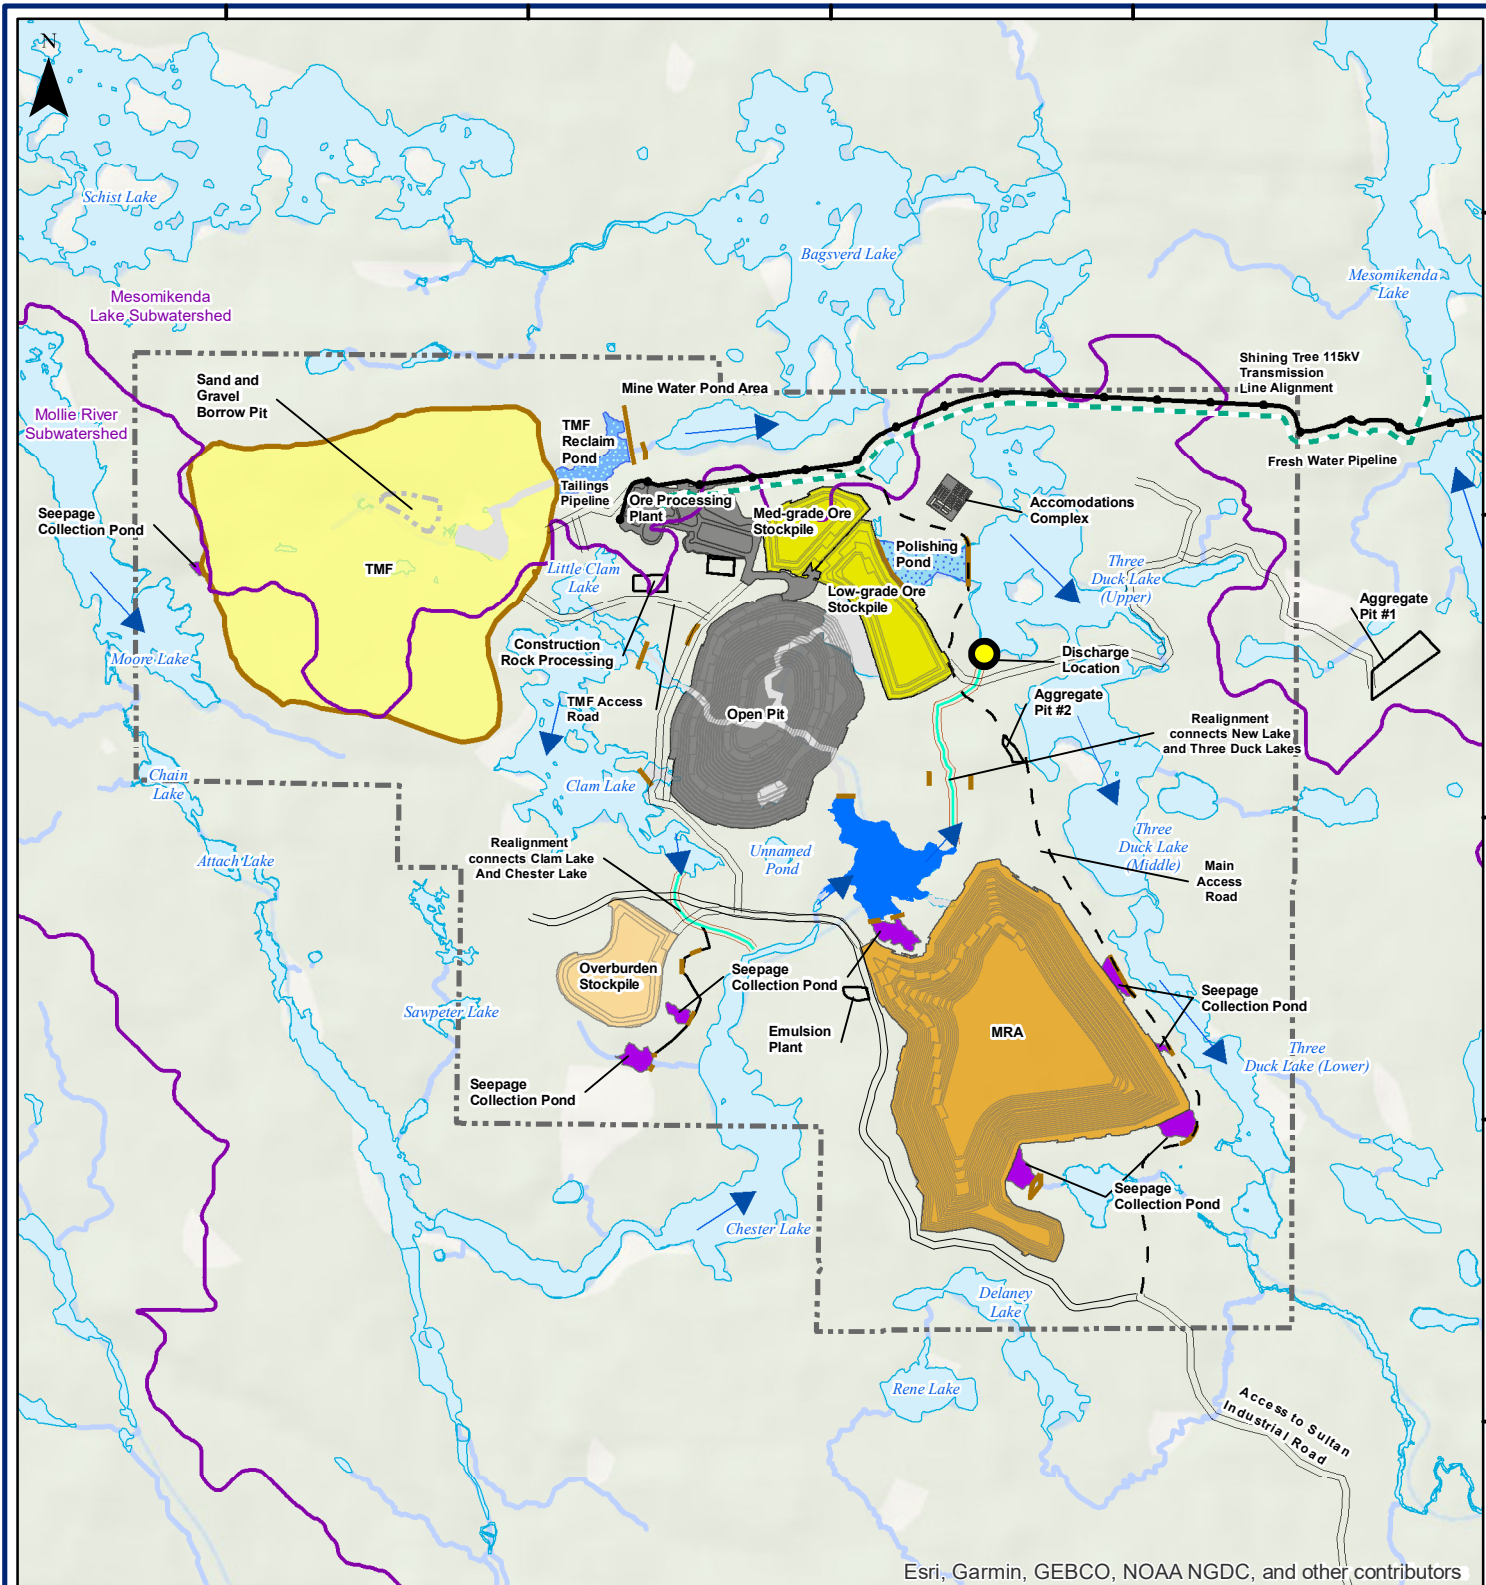 N
Schist Lake
Bagsverd Lake
Mesomikenda
Lake
Mesomikenda
Lake Subwatershed
Shining Tree 115kV
Transmission
Line Alignment
Sand and
Gravel
Borrow Pit
Mine Water Pond Area
Mollie River
Subwatershed
TMF
Reclaim
Pond
Fresh Water Pipeline
Tailings
Pipeline
Ore Processing
Plant
Med-grade Ore
Stockpile
Accomodations
Complex
Seepage
Collection Pond
Polishing
Pond
TMF
Little Clam
Lake
Three
Duck Lake
(Upper)
Low-grade Ore
Stockpile
Aggregate
Pit #1
Construction
Rock Processing
Moore Lake
Discharge
Location
TMF Access
Road
Open Pit
Aggregate
Pit #2
Realignment
connects New Lake
and Three Duck Lakes
Chain
Lake
Clam Lake
Realignment
connects Clam Lake
And Chester Lake
Unnamed
Pond
Three
Duck Lake
(Middle)
Attach Lake
Main
Access
Road
Overburden
Stockpile
Seepage
Collection Pond
Seepage
Collection Pond
Sawpeter Lake
Emulsion
Plant
MRA
Three
Duck Lake (Lower)
Seepage
Collection Pond
Seepage
Collection Pond
Chester Lake
Delaney
Lake
Rene Lake
Access to Sultan
Industrial Road
Esri, Garmin, GEBCO, NOAA NGDC, and other contributors